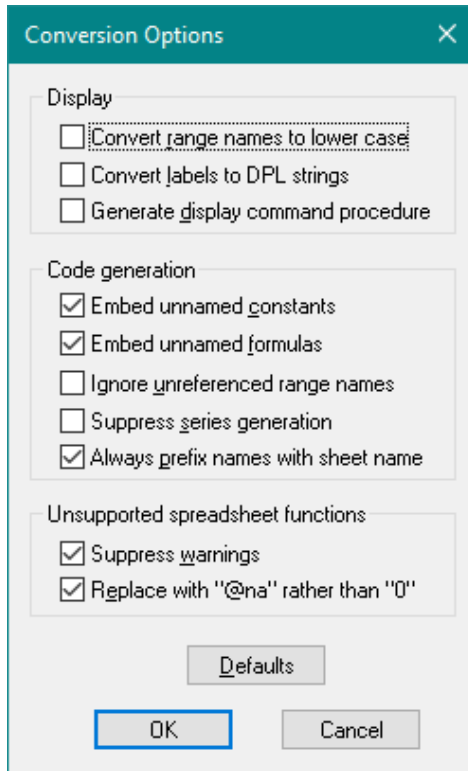 Conversion Options
Display
Convert range names to lower case
Convert labels to DPL strings
Generate display command procedure
Code generation
Embed unnamed constants
Embed unnamed formulas
Ignore unreferenced range names
Suppress series generation
Always prefix names with sheet name
Unsupported spreadsheet functions
Suppress warnings
Replace with "@na" rather than "0"
Defaults
OK Cancel